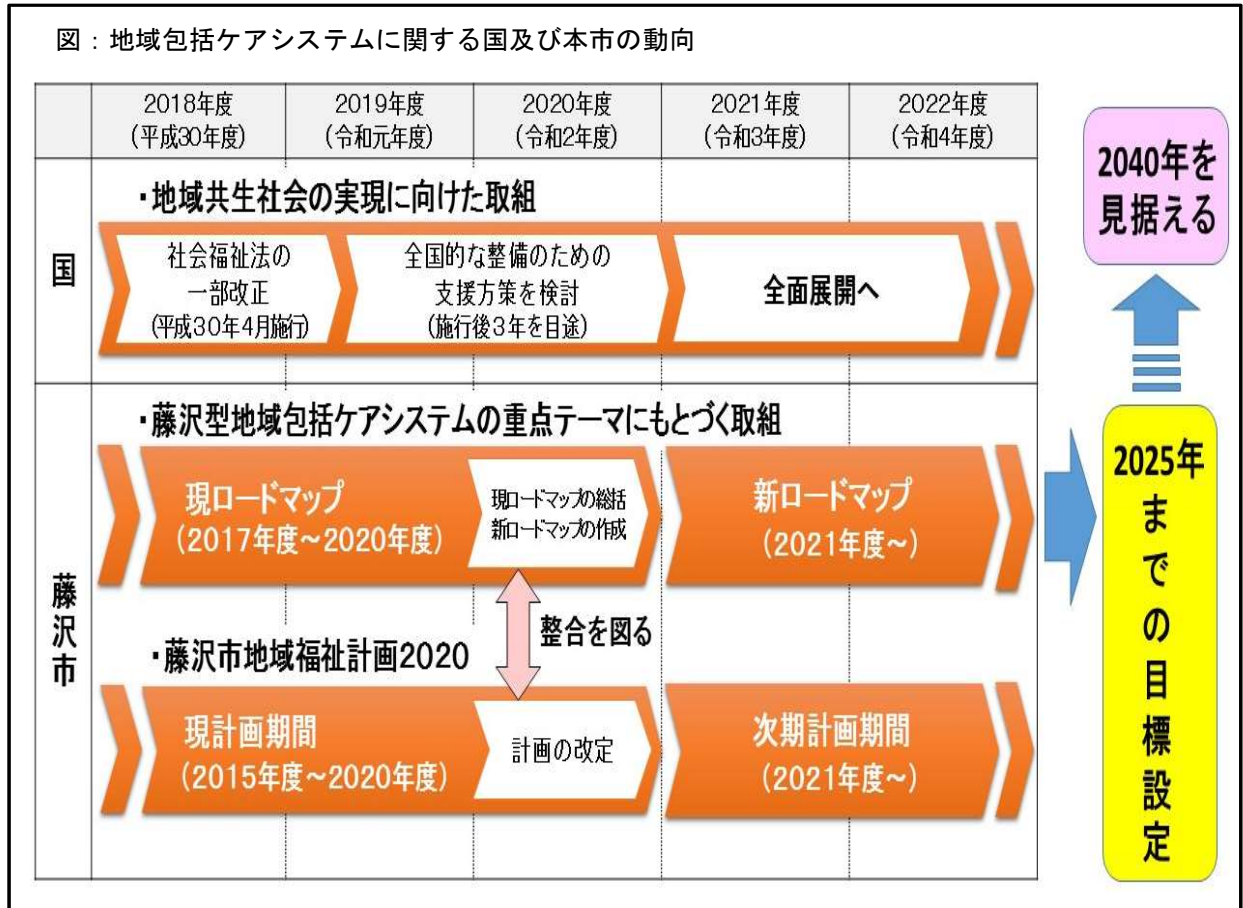 図：地域包括ケアシステムに関する国及び本市の動向
2018年度
(平成30年度)
2019年度
(令和元年度)
2020年度
(令和2年度)
2021年度
(令和3年度)
2022年度
(令和4年度)
国
・地域共生社会の実現に向けた取組
社会福祉法の
一部改正
(平成30年4月施行)
全国的な整備のための
支援方策を検討
(施行後3年を目途)
全面展開へ
藤沢市
・藤沢型地域包括ケアシステムの重点テーマにもとづく取組
現ロードマップ
(2017年度～2020年度)
現ロードマップの総括
新ロードマップの作成
新ロードマップ
(2021年度～)
整合を図る
・藤沢市地域福祉計画2020
現計画期間
(2015年度～2020年度)
計画の改定
次期計画期間
(2021年度～)
2040年を
見据える
2025年
までの目標設定